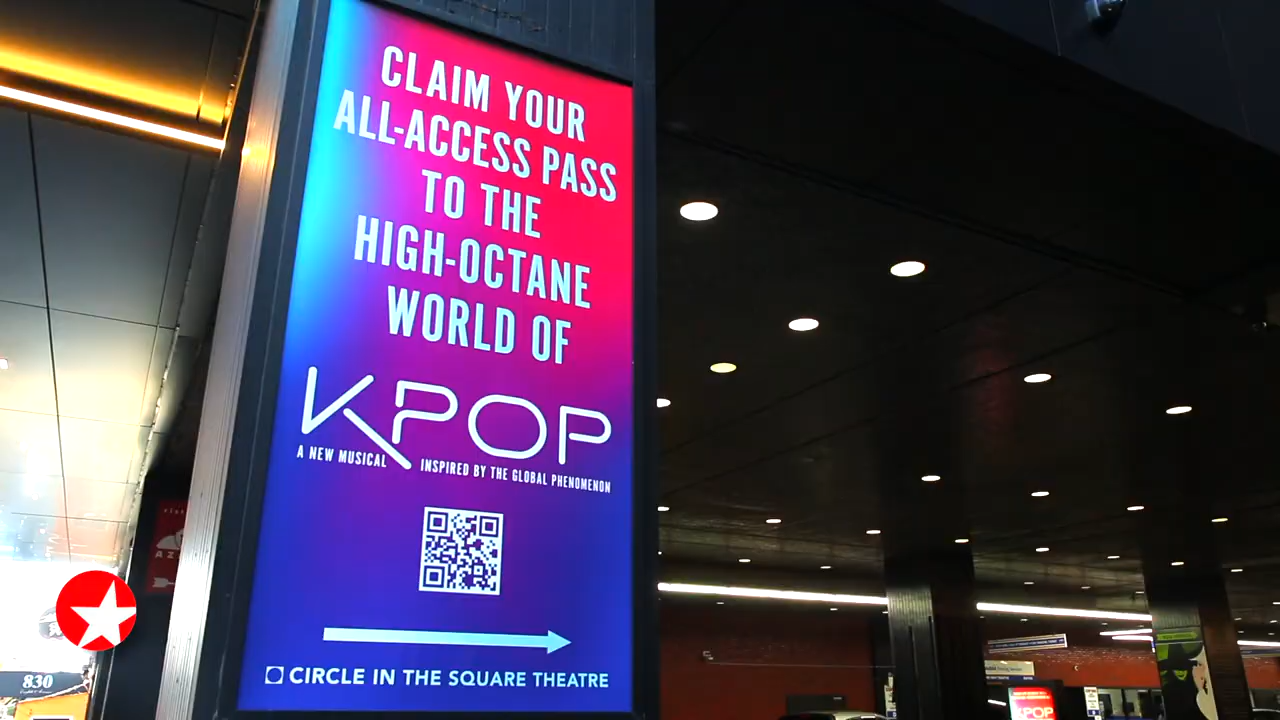 CLAIM YOUR
ALL-ACCESS PASS
TO THE
HIGH-OCTANE
WORLD OF
KPOP
A NEW MUSICAL INSPIRED BY THE GLOBAL PHENOMENON
CIRCLE IN THE SQUARE THEATRE
830
KPOP